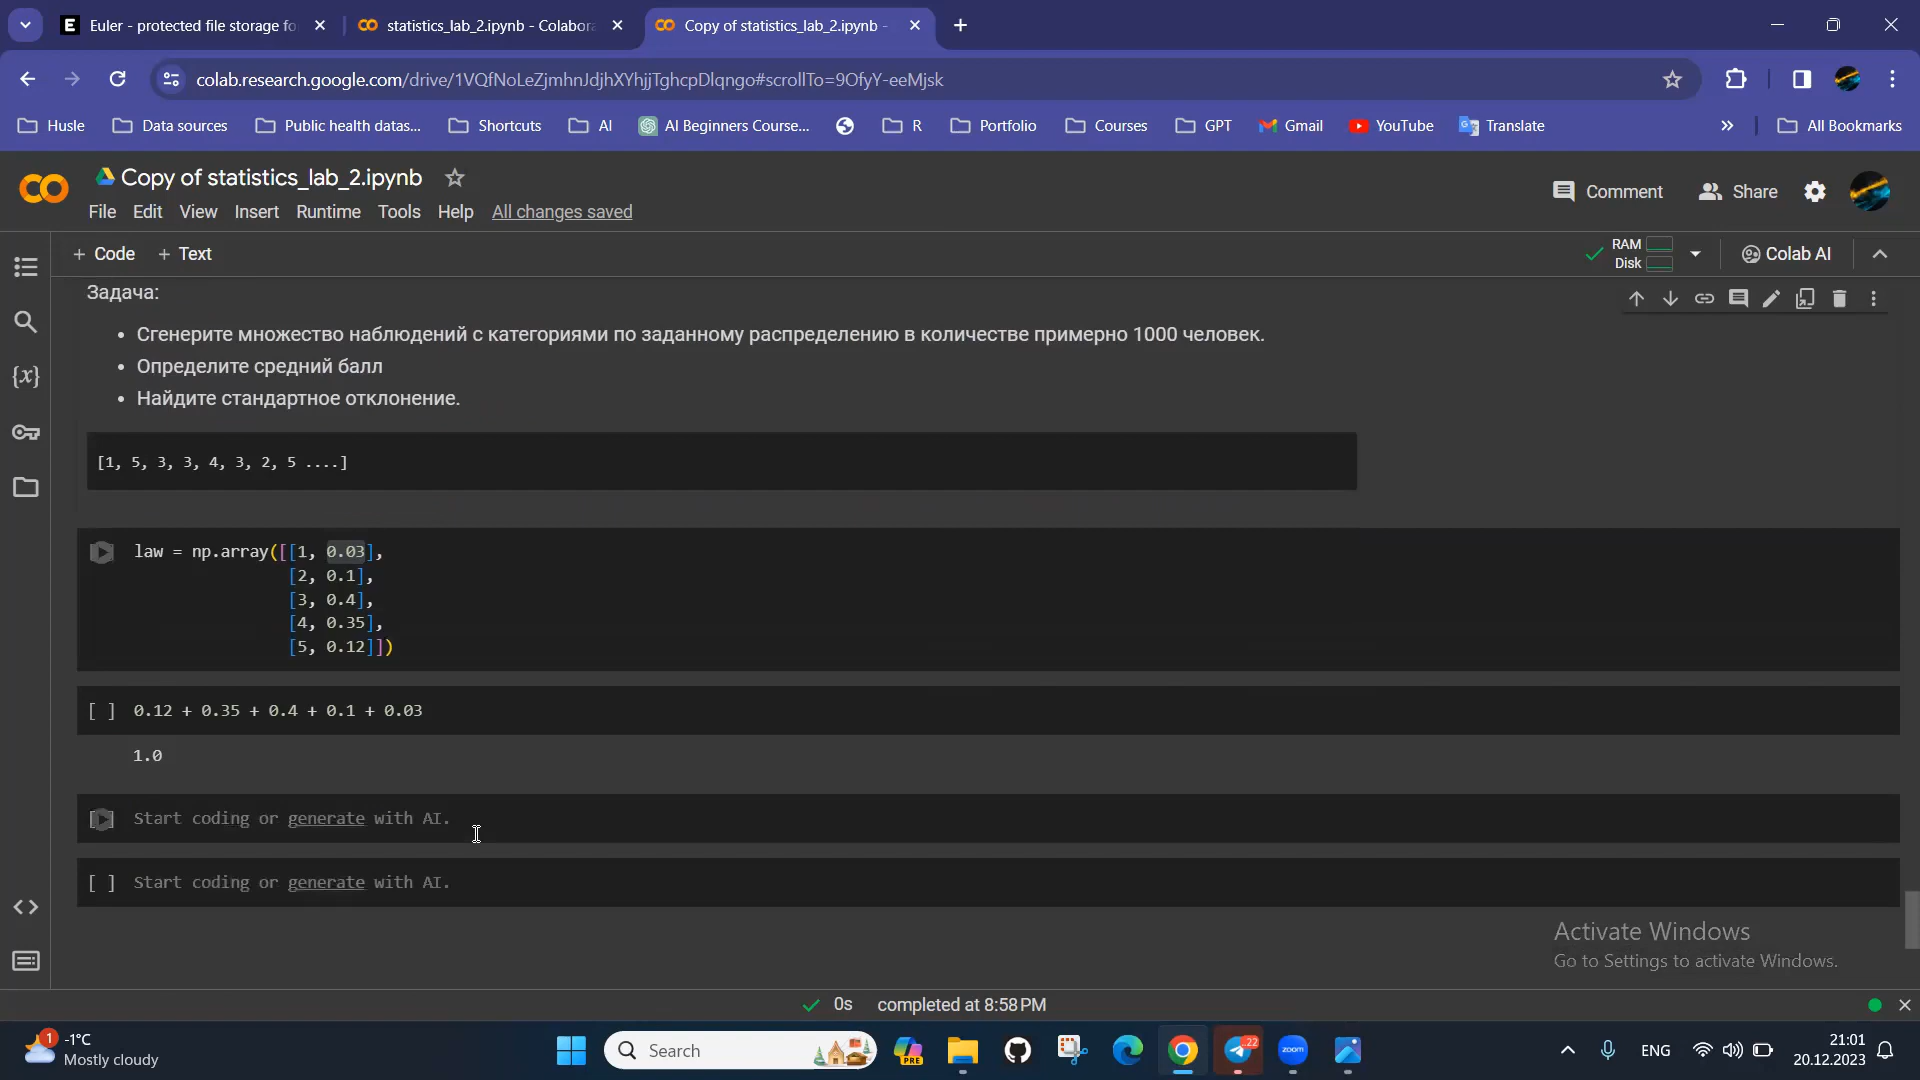 Euler - protected file storage fo
statistics_lab_2.ipynb - Colabora
Copy of statistics_lab_2.ipynb -
colab.research.google.com/drive/1VQfNoLeZjmhnJdjhXYhjjTghcpDlqngo#scrollTo=9OfyY-eeMjsk
Husle
Data sources
Public health datas...
Shortcuts
AI
AI Beginners Course...
R
Portfolio
Courses
GPT
Gmail
YouTube
Translate
All Bookmarks
Copy of statistics_lab_2.ipynb
File Edit View Insert Runtime Tools Help All changes saved
Comment
Share
+ Code + Text
RAM
Disk
Colab AI
Задача:
• Сгенерите множество наблюдений с категориями по заданному распределению в количестве примерно 1000 человек.
• Определите средний балл
• Найдите стандартное отклонение.
[1, 5, 3, 3, 4, 3, 2, 5 ....]
law = np.array([[1, 0.03],
[2, 0.1],
[3, 0.4],
[4, 0.35],
[5, 0.12]])
[ ] 0.12 + 0.35 + 0.4 + 0.1 + 0.03
1.0
Start coding or generate with AI.
[ ] Start coding or generate with AI.
Activate Windows
Go to Settings to activate Windows.
0s completed at 8:58 PM
1
-1°C
Mostly cloudy
Search
PRE
22
zoom
ENG
21:01
20.12.2023